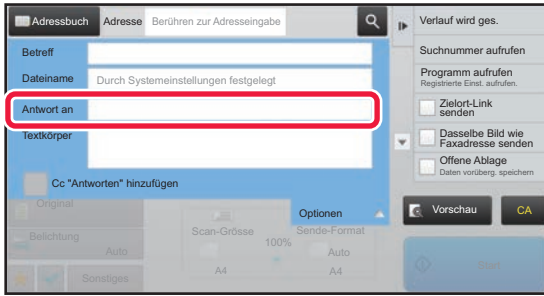 Adressbuch
Adresse
Berühren zur Adresseingabe
Betreff
Dateiname
Durch Systemeinstellungen festgelegt
Antwort an
Textkörper
Cc "Antworten" hinzufügen
Optionen
Original
Belichtung
Auto
Sonstiges
Scan-Grösse
A4
100%
Sende-Format
Auto
A4
Verlauf wird ges.
Suchnummer aufrufen
Programm aufrufen
Registrierte Einst. aufrufen.
Zielort-Link
senden
Dasselbe Bild wie
Faxadresse senden
Offene Ablage
Daten vorüberg. speichern
Vorschau
CA
Start